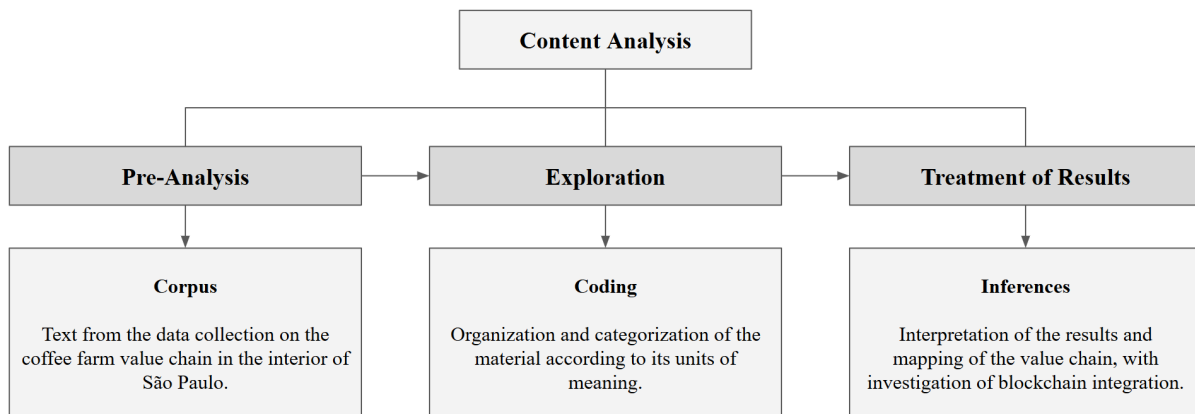 Content Analysis
Pre-Analysis
Exploration
Treatment of Results
Corpus
Text from the data collection on the
coffee farm value chain in the interior of
São Paulo.
Coding
Organization and categorization of the
material according to its units of
meaning.
Inferences
Interpretation of the results and
mapping of the value chain, with
investigation of blockchain integration.